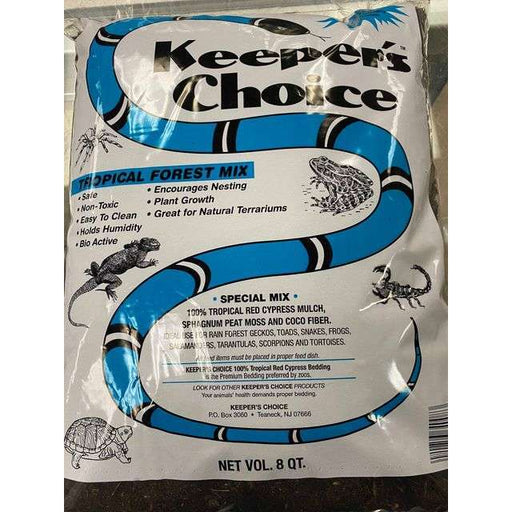 Keeper's™
Choice
TROPICAL FOREST MIX
• Safe
• Non-Toxic
• Easy To Clean
• Holds Humidity
• Bio Active
• Encourages Nesting
• Plant Growth
• Great for Natural Terrariums
• SPECIAL MIX •
100% TROPICAL RED CYPRESS MULCH,
SPHAGNUM PEAT MOSS AND COCO FIBER.
IDEAL USE FOR RAIN FOREST GECKOS, TOADS, SNAKES, FROGS,
SALAMANDERS, TARANTULAS, SCORPIONS AND TORTOISES.
All feed items must be placed in proper feed dish.
KEEPER'S CHOICE 100% Tropical Red Cypress Bedding
is the Premium Bedding preferred by zoos.
LOOK FOR OTHER KEEPER'S CHOICE PRODUCTS
Your animals' health demands proper bedding.
KEEPER'S CHOICE
P.O. Box 3060 • Teaneck, NJ 07666
NET VOL. 8 QT.